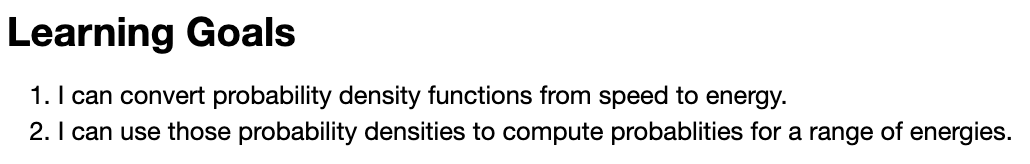 Learning Goals
1. I can convert probability density functions from speed to energy.
2. I can use those probability densities to compute probablities for a range of energies.